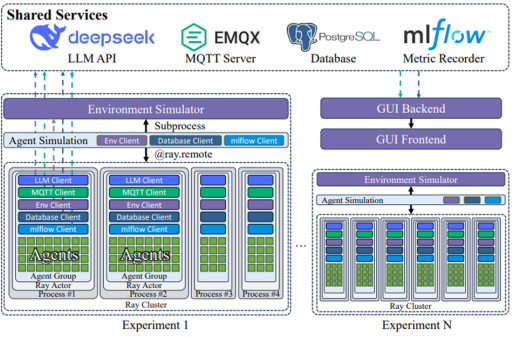 Shared Services
deepseek
EMQX
PostgreSQL
mlflow
LLM API
MQTT Server
Database
Metric Recorder
Environment Simulator
Subprocess
Agent Simulation
Env Client
Database Client
mlflow Client
@ray.remote
LLM Client
MQTT Client
Env Client
Database Client
mlflow Client
Agents
Agent Group
Ray Actor
Process #1
LLM Client
MQTT Client
Env Client
Database Client
mlflow Client
Agents
Agent Group
Ray Actor
Process #2
Process #3
Process #4
Ray Cluster
Experiment 1
...
GUI Backend
GUI Frontend
Environment Simulator
Agent Simulation
Ray Cluster
Experiment N